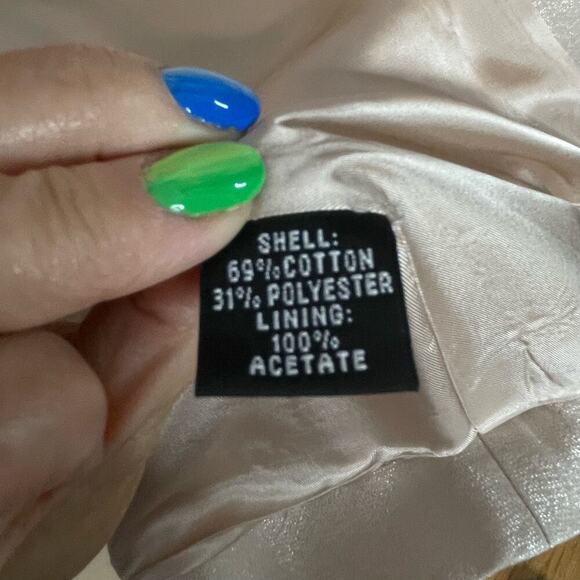 SHELL:
69% COTTON
31% POLYESTER
LINING:
100%
ACETATE